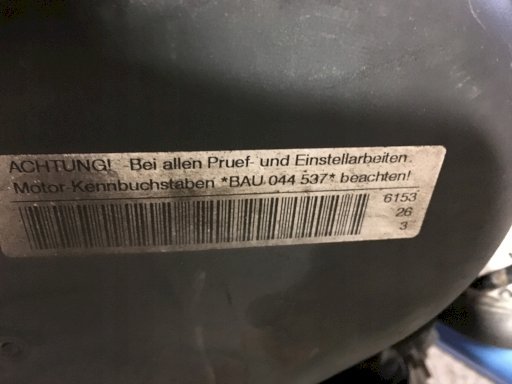 ACHTUNG! Bei allen Pruef- und Einstellarbeiten.
Motor-Kennbuchstaben *BAU 044 537* beachten!
6153
26
3